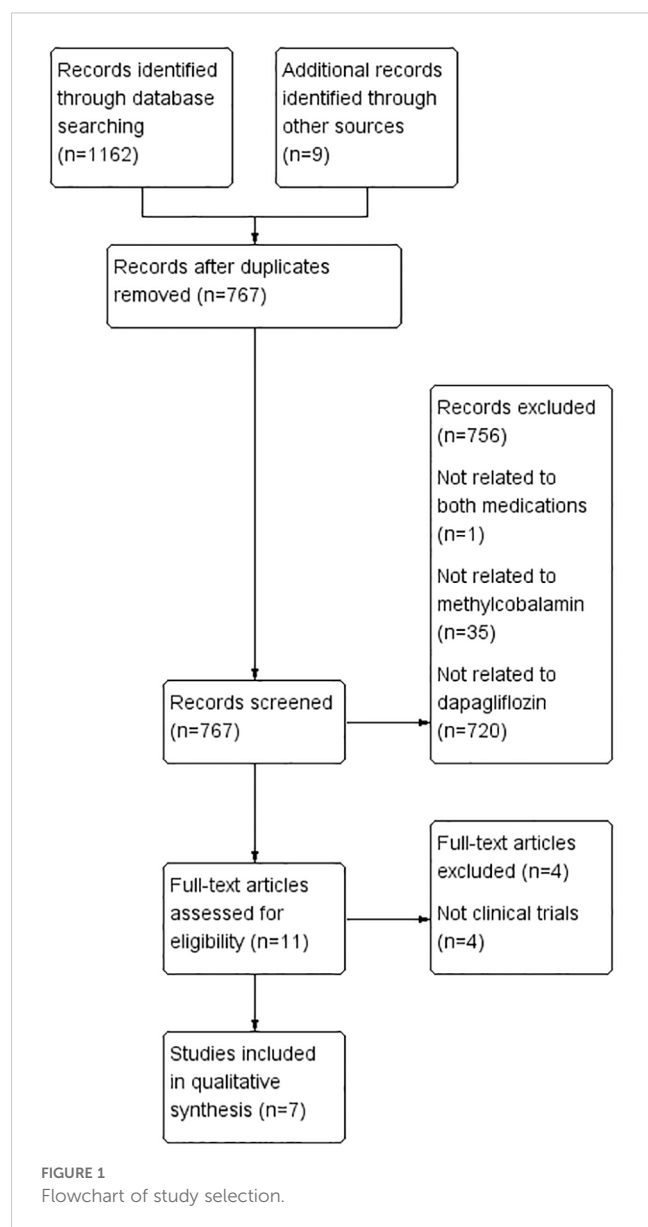 Records identified
through database
searching
(n=1162)
Additional records
identified through
other sources
(n=9)
Records after duplicates
removed (n=767)
Records excluded
(n=756)
Not related to
both medications
(n=1)
Not related to
methylcobalamin
(n=35)
Not related to
dapagliflozin
(n=720)
Records screened
(n=767)
Full-text articles
assessed for
eligibility (n=11)
Full-text articles
excluded (n=4)
Not clinical trials
(n=4)
Studies included
in qualitative
synthesis (n=7)
FIGURE 1
Flowchart of study selection.